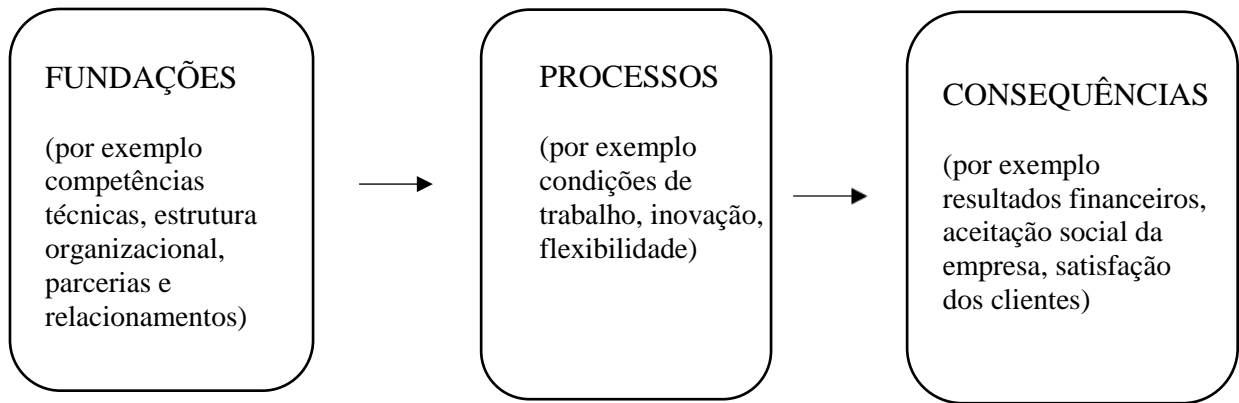 FUNDAÇÕES
(por exemplo
competências
técnicas, estrutura
organizacional,
parcerias e
relacionamentos)
PROCESSOS
(por exemplo
condições de
trabalho, inovação,
flexibilidade)
CONSEQUÊNCIAS
(por exemplo
resultados financeiros,
aceitação social da
empresa, satisfação
dos clientes)